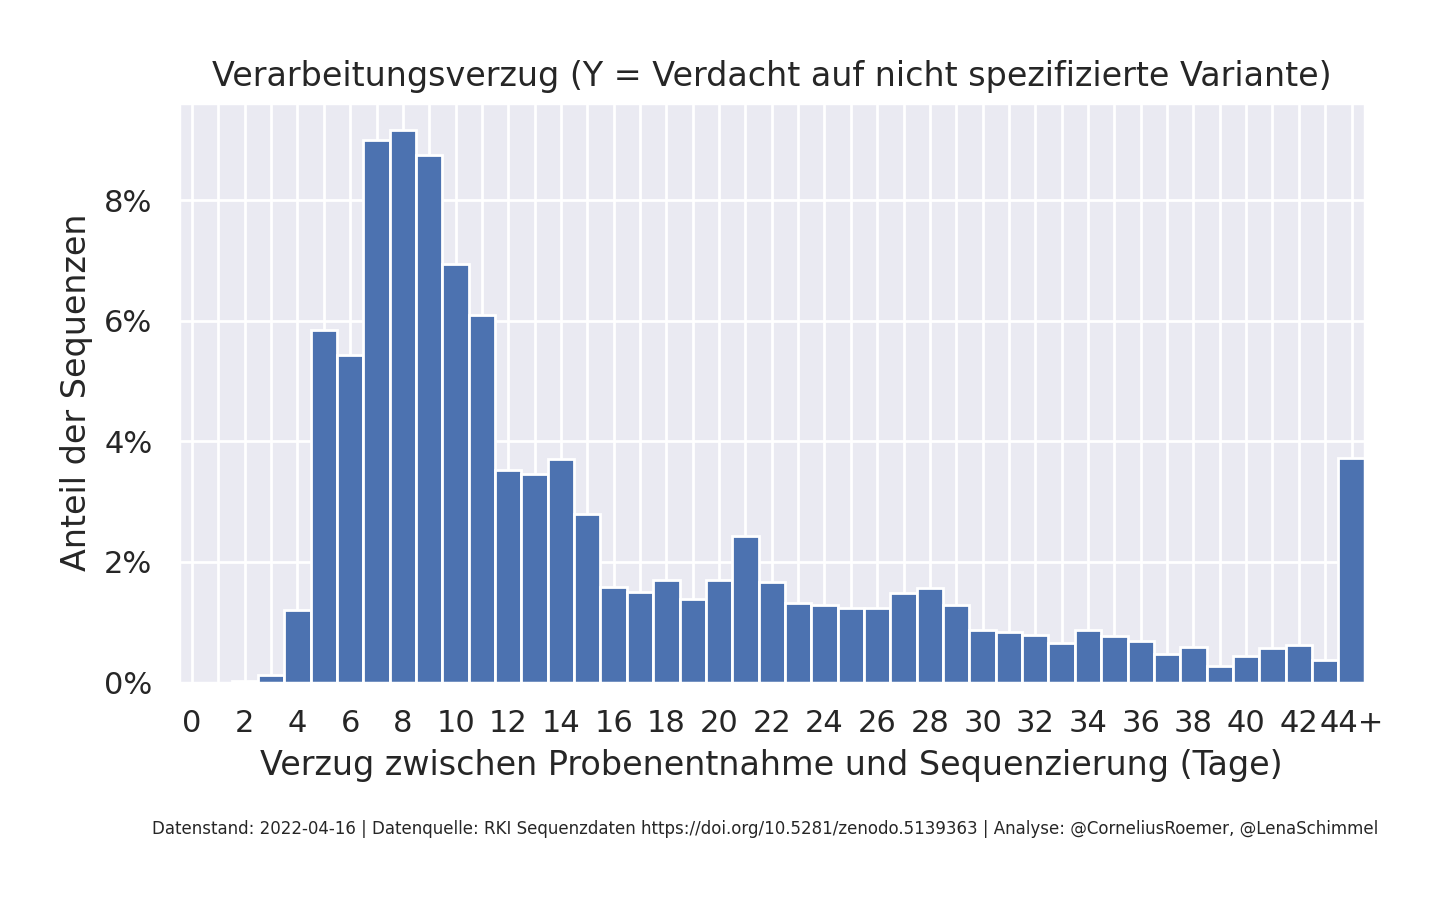 Verarbeitungsverzug (Y = Verdacht auf nicht spezifizierte Variante)
Anteil der Sequenzen
8%
6%
4%
2%
0%
0 2 4 6 8 10 12 14 16 18 20 22 24 26 28 30 32 34 36 38 40 42 44+
Verzug zwischen Probenentnahme und Sequenzierung (Tage)
Datenstand: 2022-04-16 | Datenquelle: RKI Sequenzdaten https://doi.org/10.5281/zenodo.5139363 | Analyse: @CorneliusRoemer, @LenaSchimmel